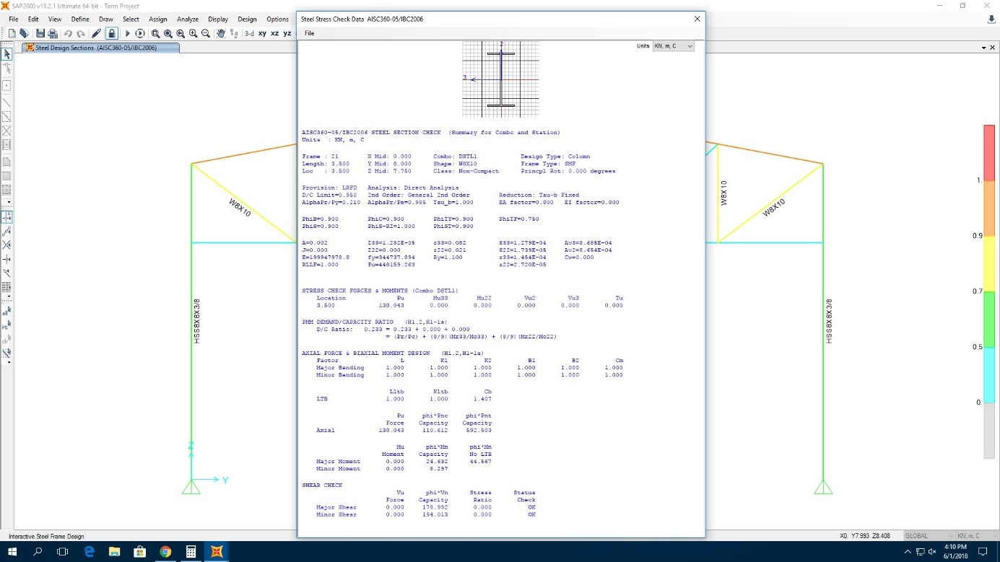 SAP2000 v19.2.1 Ultimate 64-bit - Term Project
File Edit View Define Draw Select Assign Analyze Display Design Options
3-d xy xz yz
Steel Design Sections (AISC360-05/IBC2006)
Steel Stress Check Data AISC360-05/IBC2006
File
Units KN, m, C
2
3
AISC360-05/IBC2006 STEEL SECTION CHECK (Summary for Combo and Station)
Units : KN, m, C
Frame : 21 X Mid: 0.000 Combo: DSTL1 Design Type: Column
Length: 3.500 Y Mid: 8.000 Shape: W8X10 Frame Type: SMF
Loc : 3.500 Z Mid: 7.750 Class: Non-Compact Princpl Rot: 0.000 degrees
Provision: LRFD Analysis: Direct Analysis
D/C Limit=0.950 2nd Order: General 2nd Order Reduction: Tau-b Fixed
AlphaPr/Py=0.210 AlphaPr/Pe=0.985 Tau_b=1.000 EA factor=0.800 EI factor=0.800
PhiB=0.900 PhiC=0.900 PhiTY=0.900 PhiTF=0.750
PhiS=0.900 PhiS-RI=1.000 PhiST=0.900
A=0.002 I33=1.282E-05 r33=0.082 S33=1.279E-04 Av3=8.685E-04
J=0.000 I22=0.000 r22=0.021 S22=1.739E-05 Av2=8.654E-04
E=199947978.8 fy=344737.894 Ry=1.100 z33=1.454E-04 Cw=0.000
RLLF=1.000 Fu=448159.263 z22=2.720E-05
STRESS CHECK FORCES & MOMENTS (Combo DSTL1)
Location Pu Mu33 Mu22 Vu2 Vu3 Tu
3.500 138.043 0.000 0.000 0.000 0.000 0.000
PMM DEMAND/CAPACITY RATIO (H1.2,H1-1a)
D/C Ratio: 0.233 = 0.233 + 0.000 + 0.000
= (Pr/Pc) + (8/9)(Mr33/Mc33) + (8/9)(Mr22/Mc22)
AXIAL FORCE & BIAXIAL MOMENT DESIGN (H1.2,H1-1a)
Factor L K1 K2 B1 B2 Cm
Major Bending 1.000 1.000 1.000 1.000 1.000 1.000
Minor Bending 1.000 1.000 1.000 1.000 1.000 1.000
Lltb Kltb Cb
LTB 1.000 1.000 1.407
Pu phi*Pnc phi*Pnt
Force Capacity Capacity
Axial 138.043 110.612 592.503
Mu phi*Mn phi*Mn
Moment Capacity No LTB
Major Moment 0.000 24.632 44.567
Minor Moment 0.000 8.297
SHEAR CHECK
Vu phi*Vn Stress Status
Force Capacity Ratio Check
Major Shear 0.000 178.992 0.000 OK
Minor Shear 0.000 194.013 0.000 OK
W8X10
HSS8X8X3/8
Z
Y
W8X10
W8X10
HSS8X8X3/8
1.
0.9
0.7
0.5
0.
Interactive Steel Frame Design
X0. Y7.993 Z8.408 GLOBAL KN, m, C
4:10 PM
6/1/2018